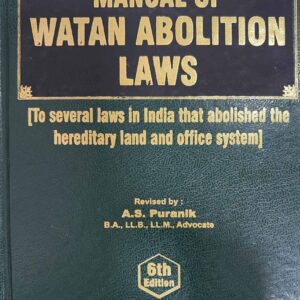 MANUAL OF
WATAN ABOLITION
LAWS
[To several laws in India that abolished the
hereditary land and office system]
Revised by :
A.S. Puranik
B.A., LL.B., LL.M., Advocate
6th
Edition